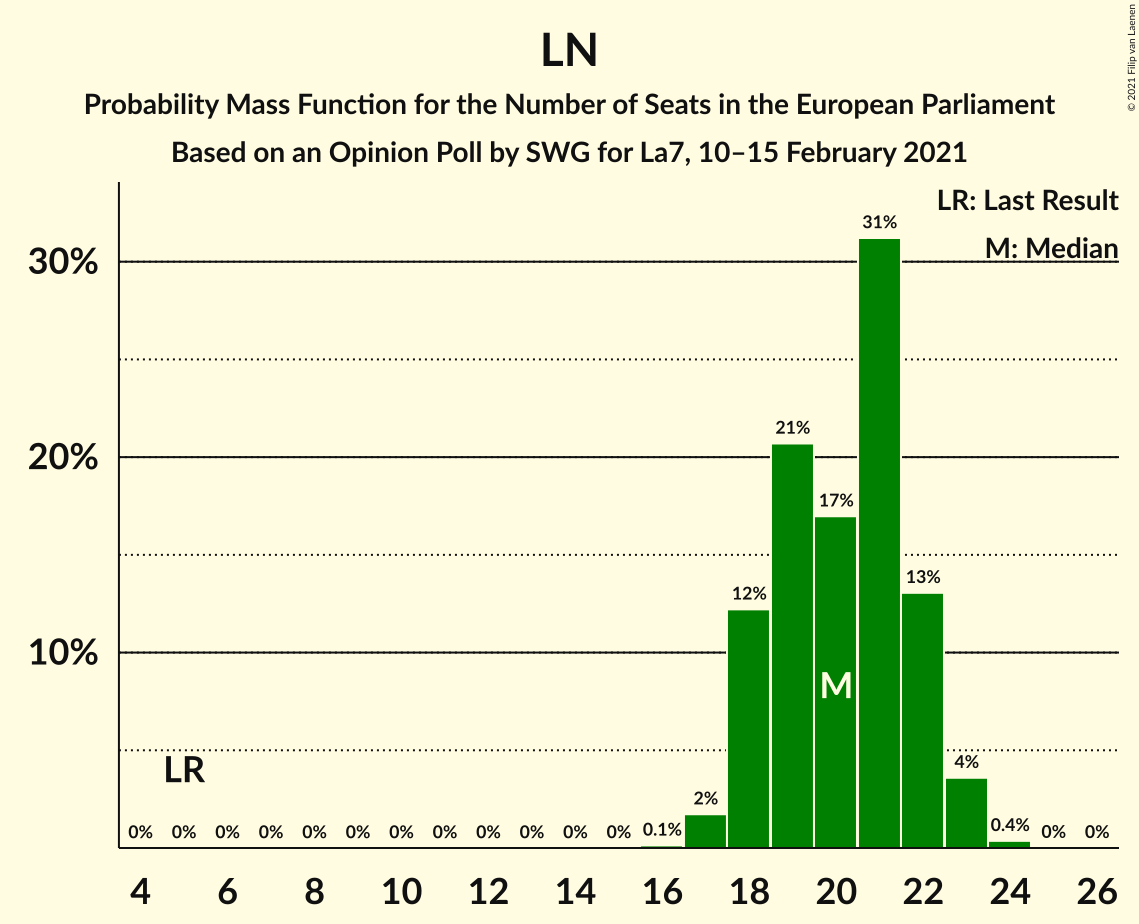 LN
Probability Mass Function for the Number of Seats in the European Parliament
Based on an Opinion Poll by SWG for La7, 10–15 February 2021
© 2021 Filip van Laenen
LR: Last Result
M: Median
30%
20%
10%
31%
21%
17%
13%
12%
M
LR
4%
2%
0% 0% 0% 0% 0% 0% 0% 0% 0% 0% 0% 0% 0.1% 0.4% 0% 0%
4 6 8 10 12 14 16 18 20 22 24 26